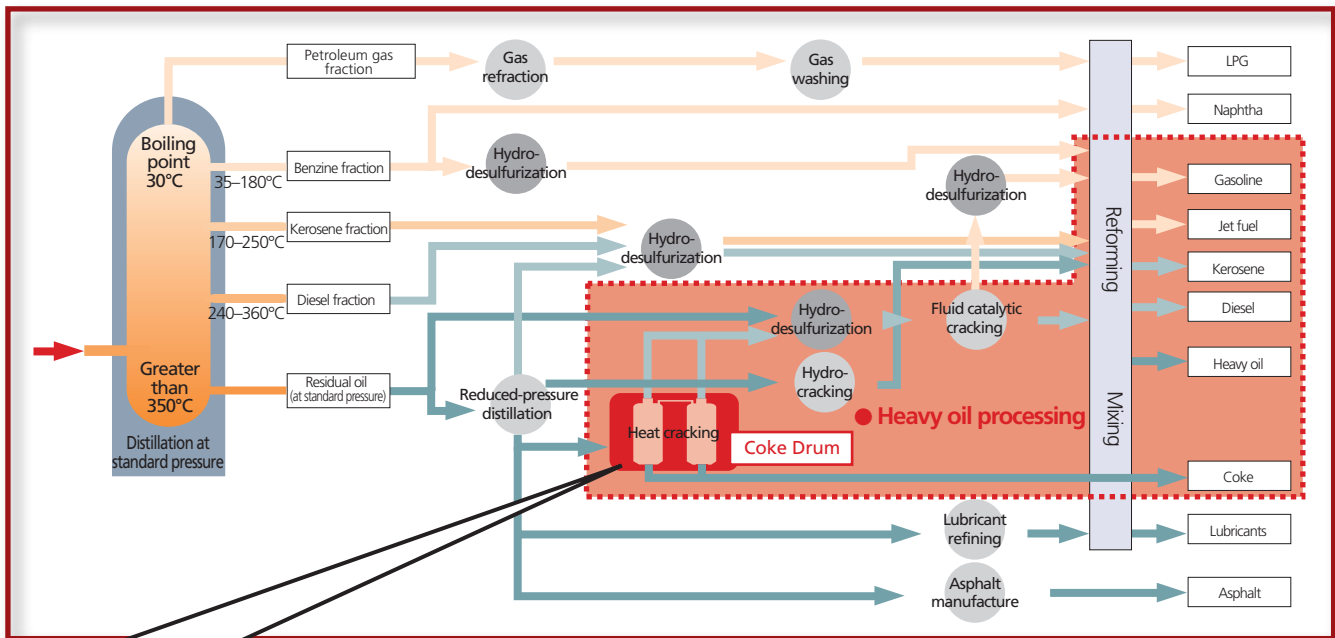 Petroleum gas
fraction
Gas
refraction
Gas
washing
LPG
Naphtha
Boiling
point
30°C
35–180°C
Benzine fraction
Hydro-
desulfurization
Hydro-
desulfurization
Gasoline
170–250°C
Kerosene fraction
Hydro-
desulfurization
Reforming
Jet fuel
Kerosene
240–360°C
Diesel fraction
Hydro-
desulfurization
Fluid catalytic
cracking
Diesel
Greater
than
350°C
Residual oil
(at standard pressure)
Reduced-pressure
distillation
Hydro-
cracking
Heavy oil
Distillation at
standard pressure
Heat cracking
Coke Drum
● Heavy oil processing
Mixing
Coke
Lubricant
refining
Lubricants
Asphalt
manufacture
Asphalt